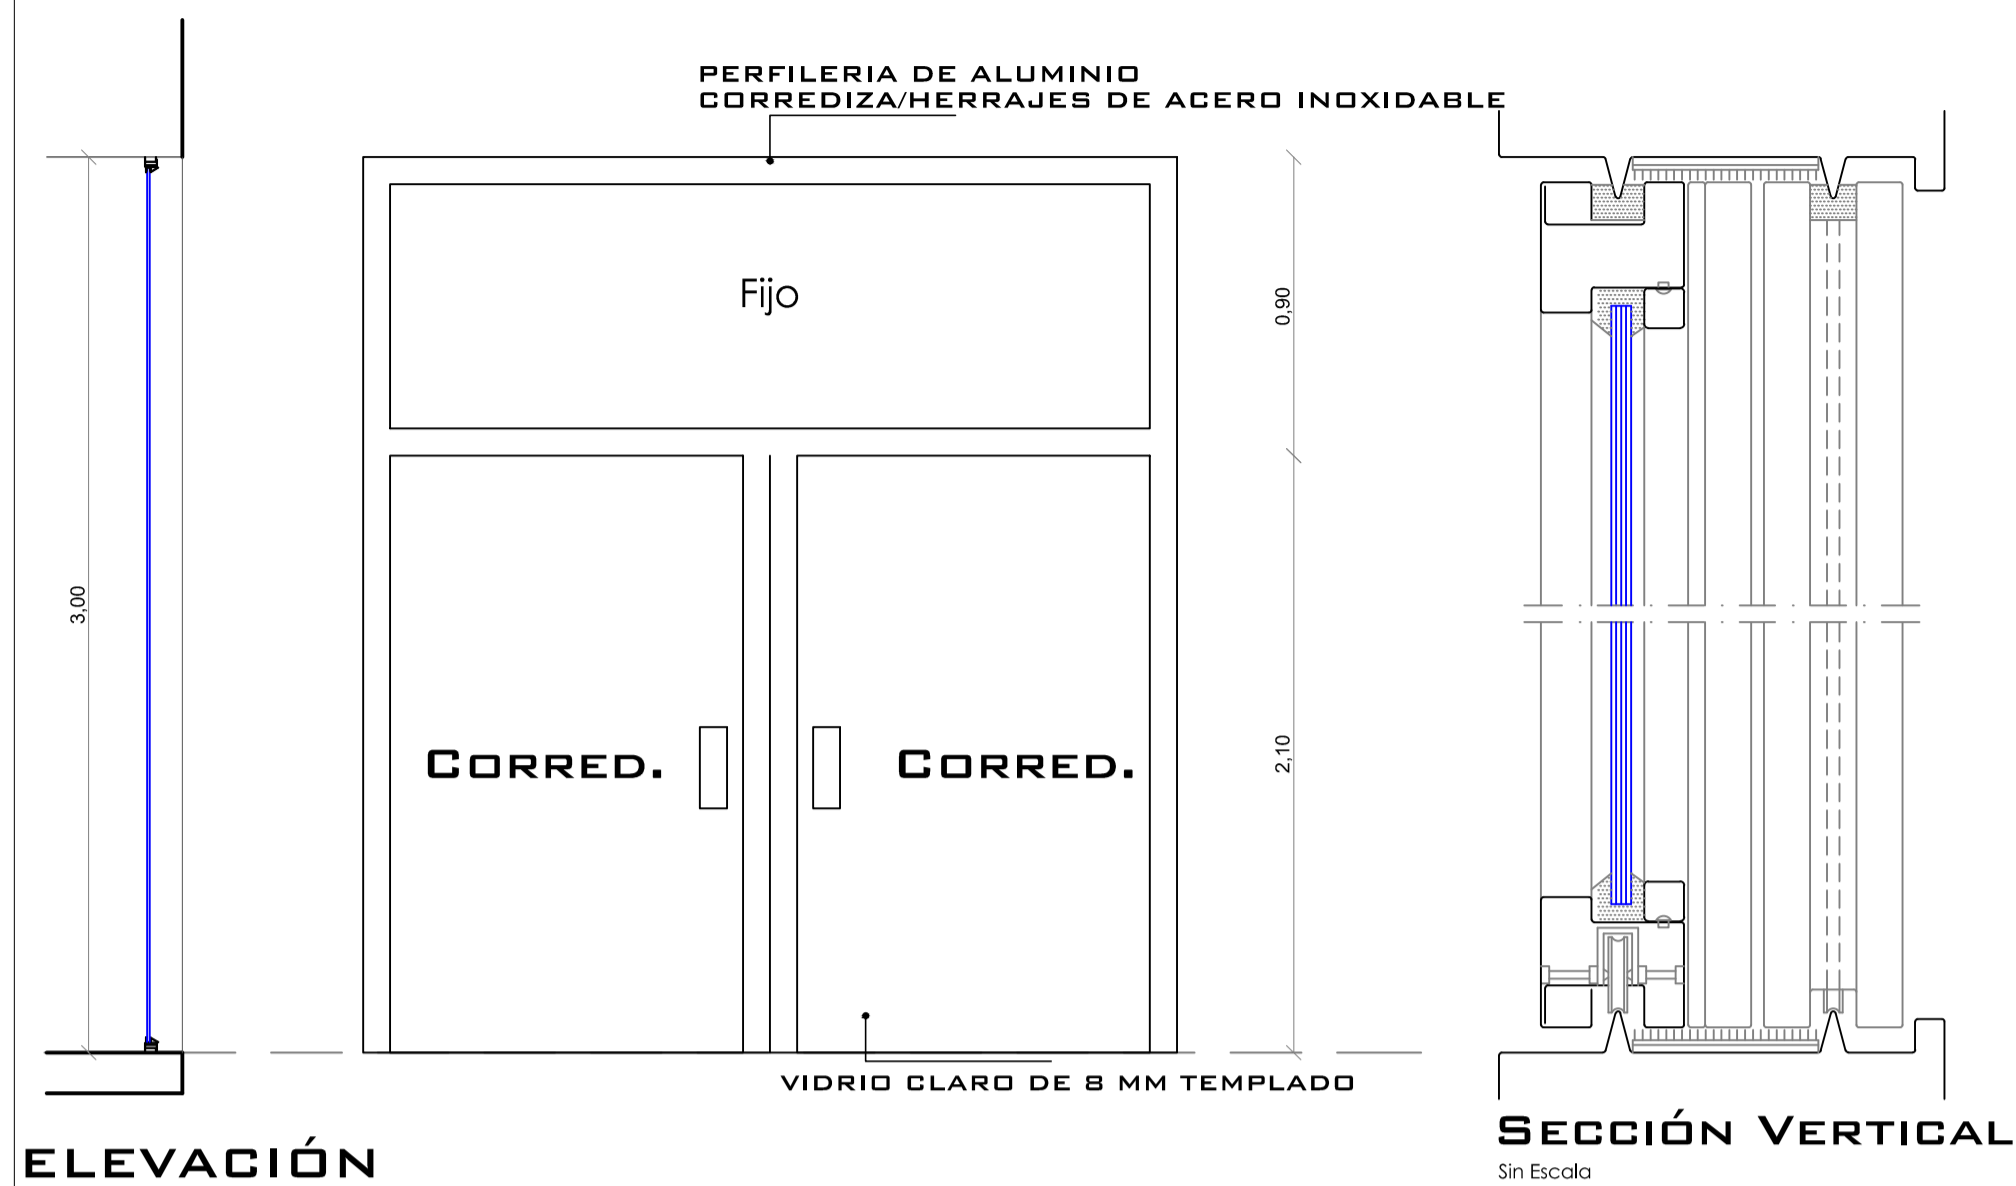 PERFILERIA DE ALUMINIO
CORREDIZA/HERRAJES DE ACERO INOXIDABLE
Fijo
0,90
3,00
CORRED.
CORRED.
2,10
VIDRIO CLARO DE 8 MM TEMPLADO
ELEVACIÓN
SECCIÓN VERTICAL
Sin Escala